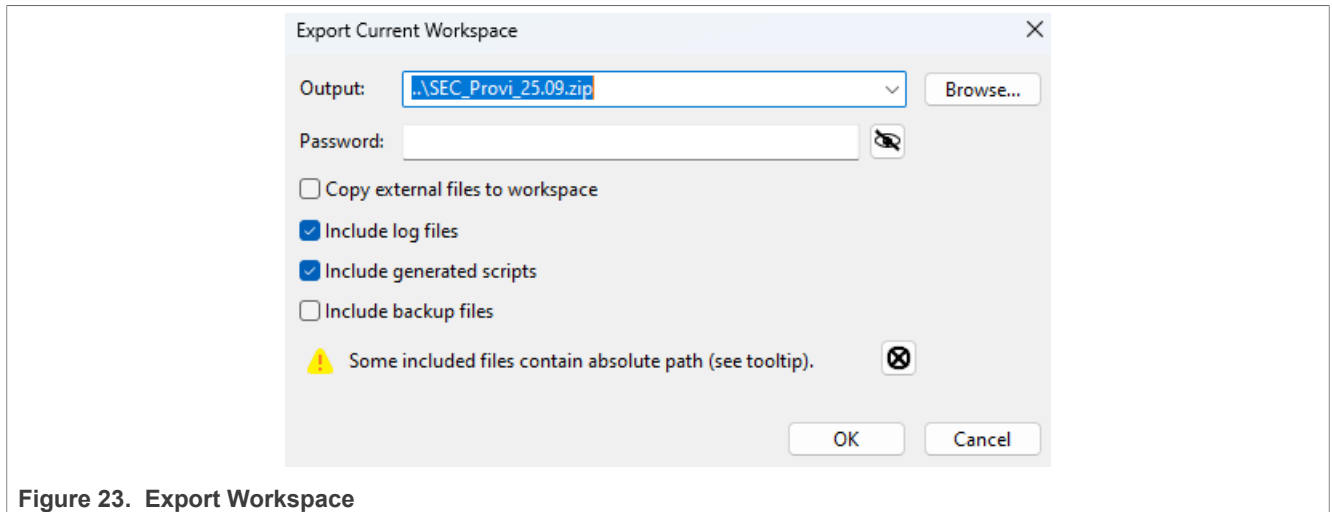 Export Current Workspace
Output: ..\SEC_Provi_25.09.zip Browse...
Password:
Copy external files to workspace
Include log files
Include generated scripts
Include backup files
Some included files contain absolute path (see tooltip).
OK Cancel
Figure 23. Export Workspace